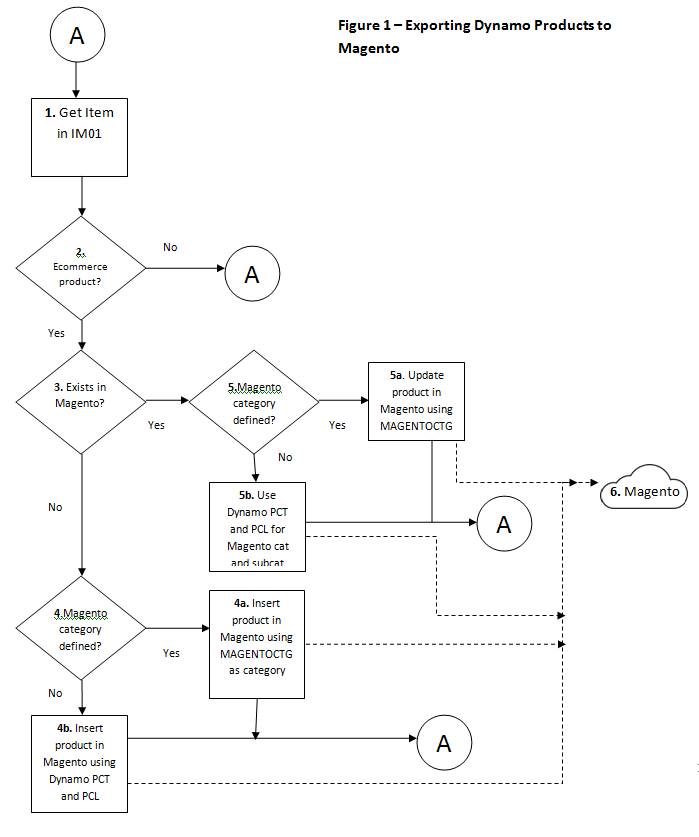 Figure 1 – Exporting Dynamo Products to
Magento
A
1. Get Item
in IM01
2.
Ecommerce
product?
No
A
Yes
3. Exists in
Magento?
Yes
5.Magento
category
defined?
Yes
5a. Update
product in
Magento using
MAGENTOCTG
No
5b. Use
Dynamo PCT
and PCL for
Magento cat
and subcat
6. Magento
A
No
4.Magento
category
defined?
Yes
4a. Insert
product in
Magento using
MAGENTOCTG
as category
No
4b. Insert
product in
Magento using
Dynamo PCT
and PCL
A